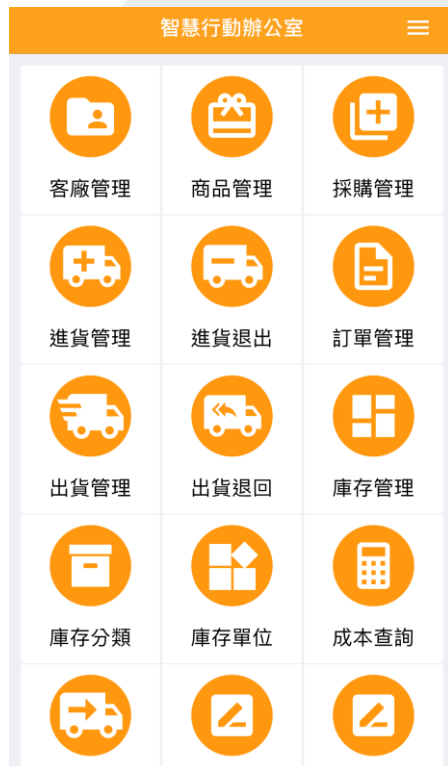 智慧行動辦公室
客廠管理
商品管理
採購管理
進貨管理
進貨退出
訂單管理
出貨管理
出貨退回
庫存管理
庫存分類
庫存單位
成本查詢